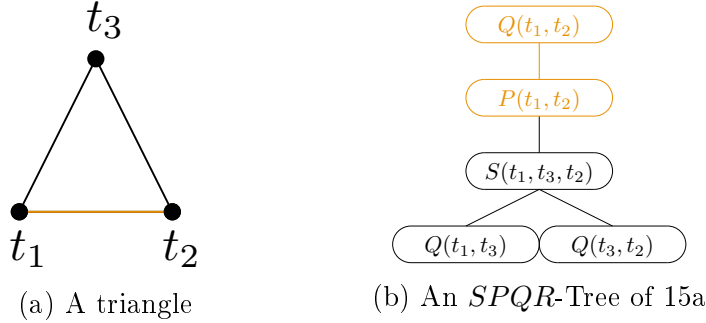 t₃
t₁ t₂
(a) A triangle
Q(t₁, t₂)
P(t₁, t₂)
S(t₁, t₃, t₂)
Q(t₁, t₃) Q(t₃, t₂)
(b) An SPQR-Tree of 15a